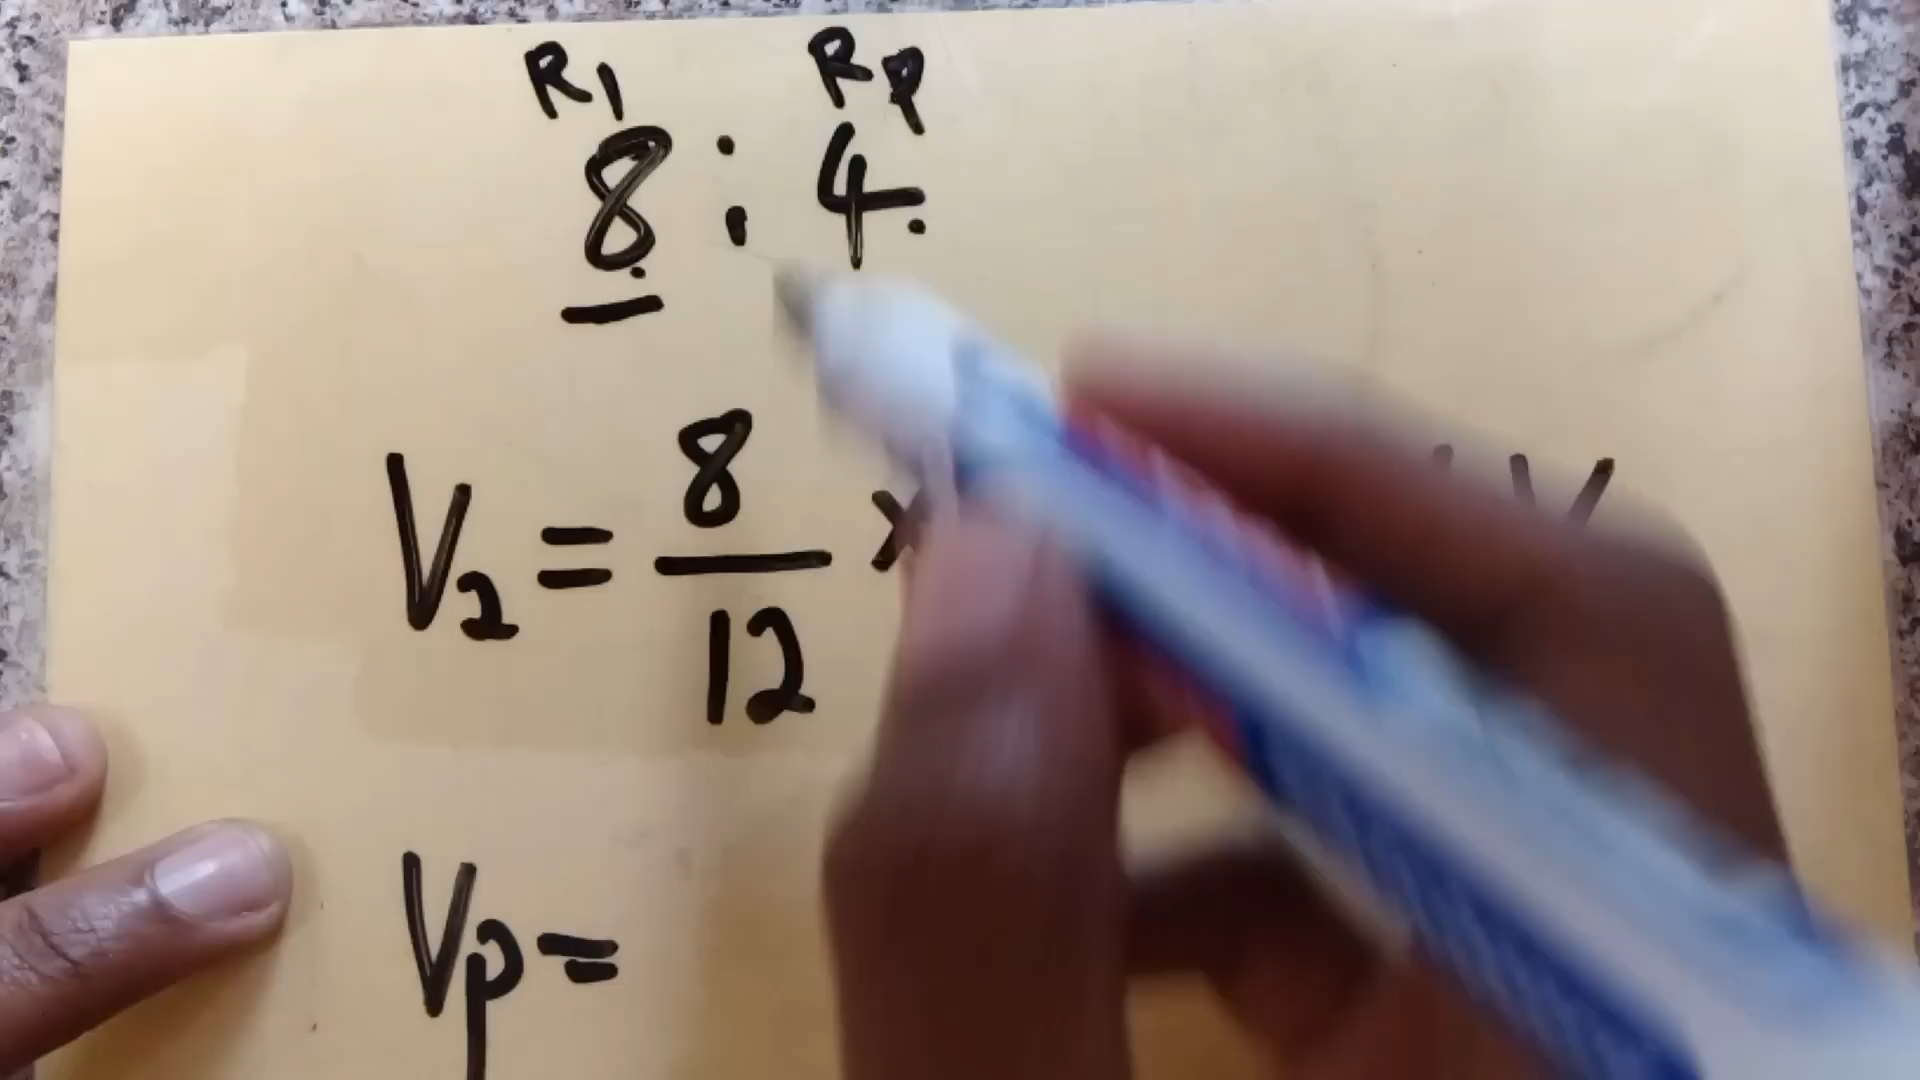 R1 Rp
8 : 4
V2 = 8/12 × V
Vp =